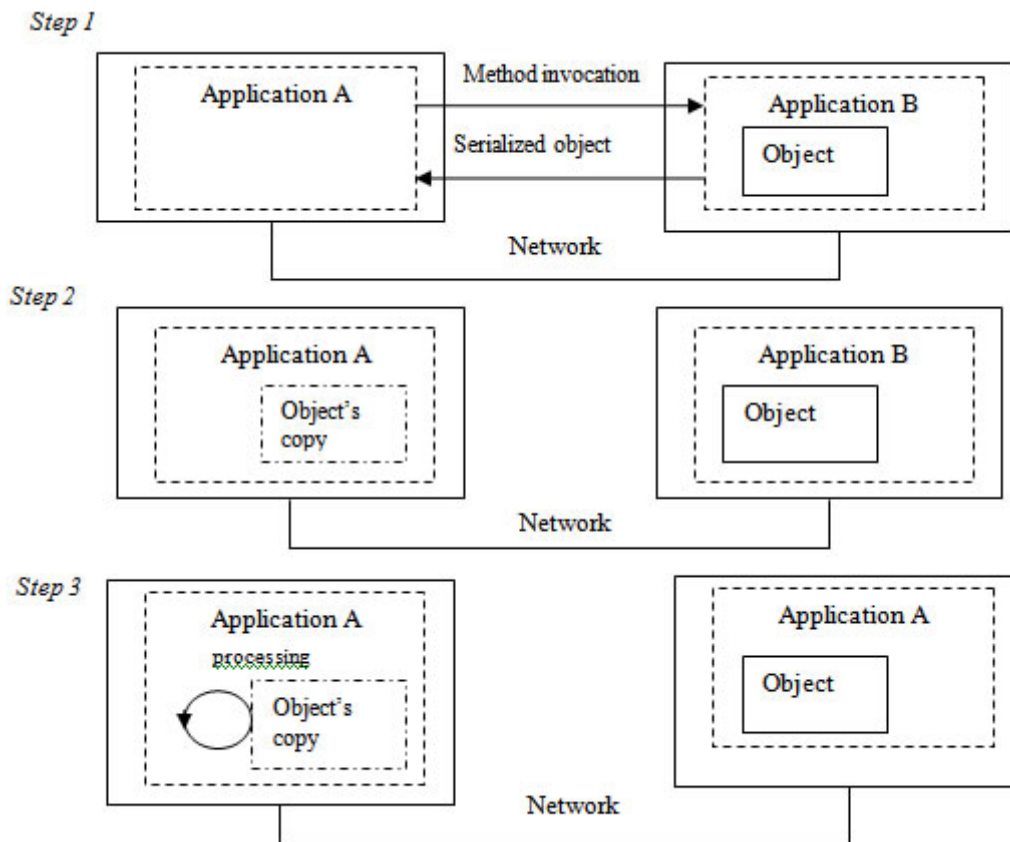 Step 1
Application A
Method invocation
Application B
Serialized object
Object
Network
Step 2
Application A
Application B
Object's
copy
Object
Network
Step 3
Application A
Application A
processing
Object's
copy
Object
Network